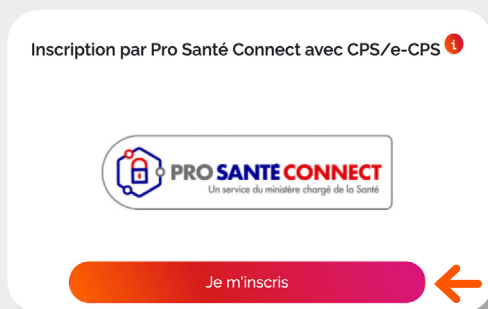 Inscription par Pro Santé Connect avec CPS/e-CPS i
PRO SANTÉ CONNECT
Un service du ministère chargé de la Santé
Je m'inscris